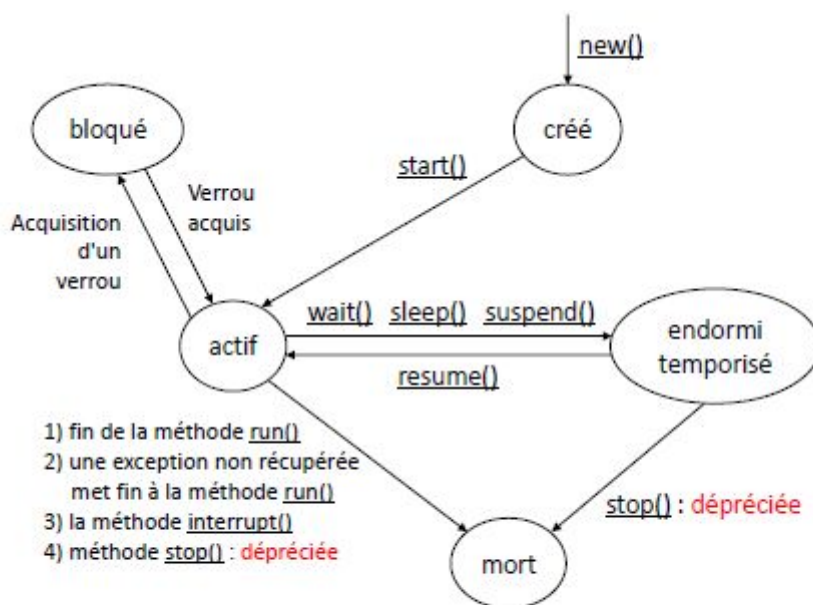 new()
bloqué
créé
start()
Verrou
acquis
Acquisition
d'un
verrou
wait() sleep() suspend()
actif
endormi
temporisé
resume()
1) fin de la méthode run()
2) une exception non récupérée
met fin à la méthode run()
3) la méthode interrupt()
4) méthode stop() : dépréciée
stop() : dépréciée
mort